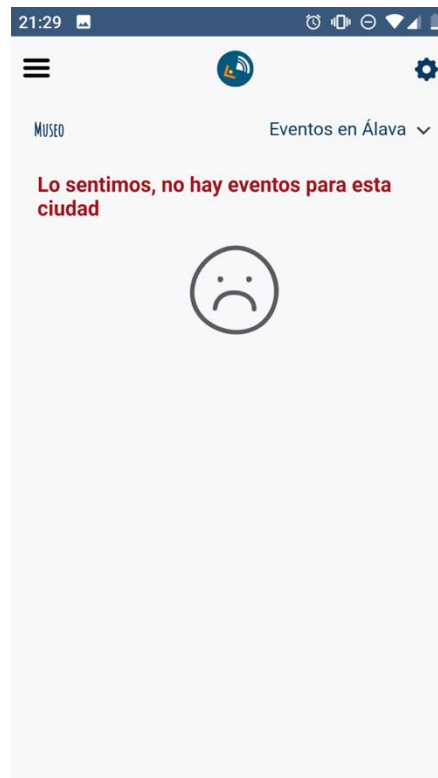 21:29
Museo
Eventos en Álava
Lo sentimos, no hay eventos para esta
ciudad